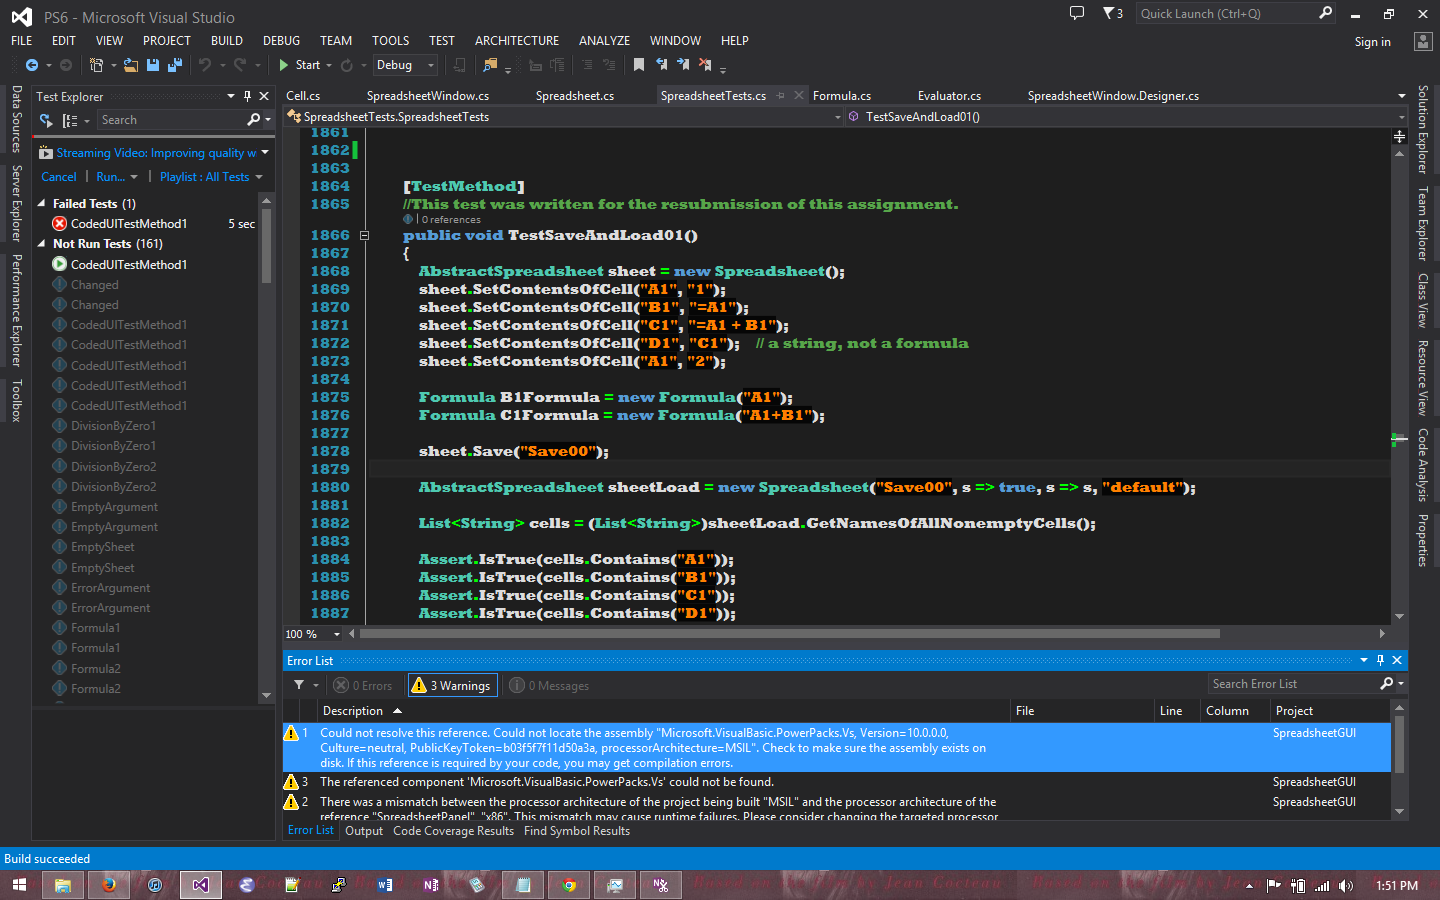 PS6 - Microsoft Visual Studio
3
Quick Launch (Ctrl+Q)
FILE EDIT VIEW PROJECT BUILD DEBUG TEAM TOOLS TEST ARCHITECTURE ANALYZE WINDOW HELP
Sign in
Start Debug
Data Sources
Server Explorer
Performance Explorer
Toolbox
Test Explorer
Search
Streaming Video: Improving quality w
Cancel | Run... | Playlist : All Tests
Failed Tests (1)
CodedUITestMethod1 5 sec
Not Run Tests (161)
CodedUITestMethod1
Changed
Changed
CodedUITestMethod1
CodedUITestMethod1
CodedUITestMethod1
CodedUITestMethod1
CodedUITestMethod1
DivisionByZero1
DivisionByZero1
DivisionByZero2
DivisionByZero2
EmptyArgument
EmptyArgument
EmptySheet
EmptySheet
ErrorArgument
ErrorArgument
Formula1
Formula1
Formula2
Formula2
Cell.cs SpreadsheetWindow.cs Spreadsheet.cs SpreadsheetTests.cs Formula.cs Evaluator.cs SpreadsheetWindow.Designer.cs
SpreadsheetTests.SpreadsheetTests TestSaveAndLoad01()
1861
1862
1863
1864 [TestMethod]
1865 //This test was written for the resubmission of this assignment.
| 0 references
1866 public void TestSaveAndLoad01()
1867 {
1868 AbstractSpreadsheet sheet = new Spreadsheet();
1869 sheet.SetContentsOfCell("A1", "1");
1870 sheet.SetContentsOfCell("B1", "=A1");
1871 sheet.SetContentsOfCell("C1", "=A1 + B1");
1872 sheet.SetContentsOfCell("D1", "C1"); // a string, not a formula
1873 sheet.SetContentsOfCell("A1", "2");
1874
1875 Formula B1Formula = new Formula("A1");
1876 Formula C1Formula = new Formula("A1+B1");
1877
1878 sheet.Save("Save00");
1879
1880 AbstractSpreadsheet sheetLoad = new Spreadsheet("Save00", s => true, s => s, "default");
1881
1882 List<String> cells = (List<String>)sheetLoad.GetNamesOfAllNonemptyCells();
1883
1884 Assert.IsTrue(cells.Contains("A1"));
1885 Assert.IsTrue(cells.Contains("B1"));
1886 Assert.IsTrue(cells.Contains("C1"));
1887 Assert.IsTrue(cells.Contains("D1"));
100 %
Solution Explorer
Team Explorer
Class View
Resource View
Code Analysis
Properties
Error List
0 Errors 3 Warnings 0 Messages
Search Error List
Description File Line Column Project
1 Could not resolve this reference. Could not locate the assembly "Microsoft.VisualBasic.PowerPacks.Vs, Version=10.0.0.0, SpreadsheetGUI
Culture=neutral, PublicKeyToken=b03f5f7f11d50a3a, processorArchitecture=MSIL". Check to make sure the assembly exists on
disk. If this reference is required by your code, you may get compilation errors.
3 The referenced component 'Microsoft.VisualBasic.PowerPacks.Vs' could not be found. SpreadsheetGUI
2 There was a mismatch between the processor architecture of the project being built "MSIL" and the processor architecture of the SpreadsheetGUI
reference "SpreadsheetPanel", "x86". This mismatch may cause runtime failures. Please consider changing the targeted processor
Error List Output Code Coverage Results Find Symbol Results
Build succeeded
1:51 PM